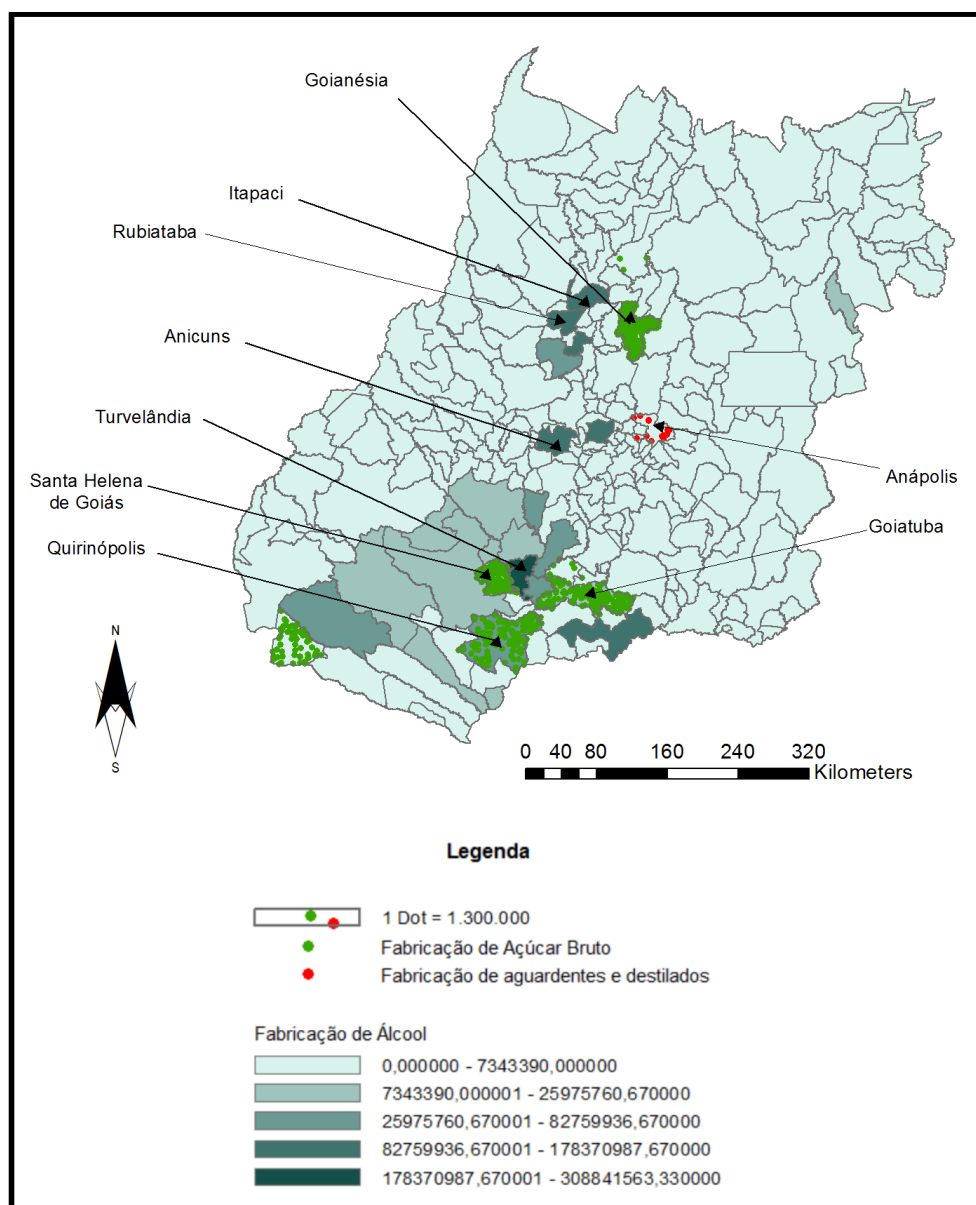 Goianésia
Itapaci
Rubiataba
Anicuns
Turvelândia
Santa Helena
de Goiás
Quirinópolis
Anápolis
Goiatuba
N
S
0 40 80 160 240 320
Kilometers
Legenda
1 Dot = 1.300.000
Fabricação de Açúcar Bruto
Fabricação de aguardentes e destilados
Fabricação de Álcool
0,000000 - 7343390,000000
7343390,000001 - 25975760,670000
25975760,670001 - 82759936,670000
82759936,670001 - 178370987,670000
178370987,670001 - 308841563,330000